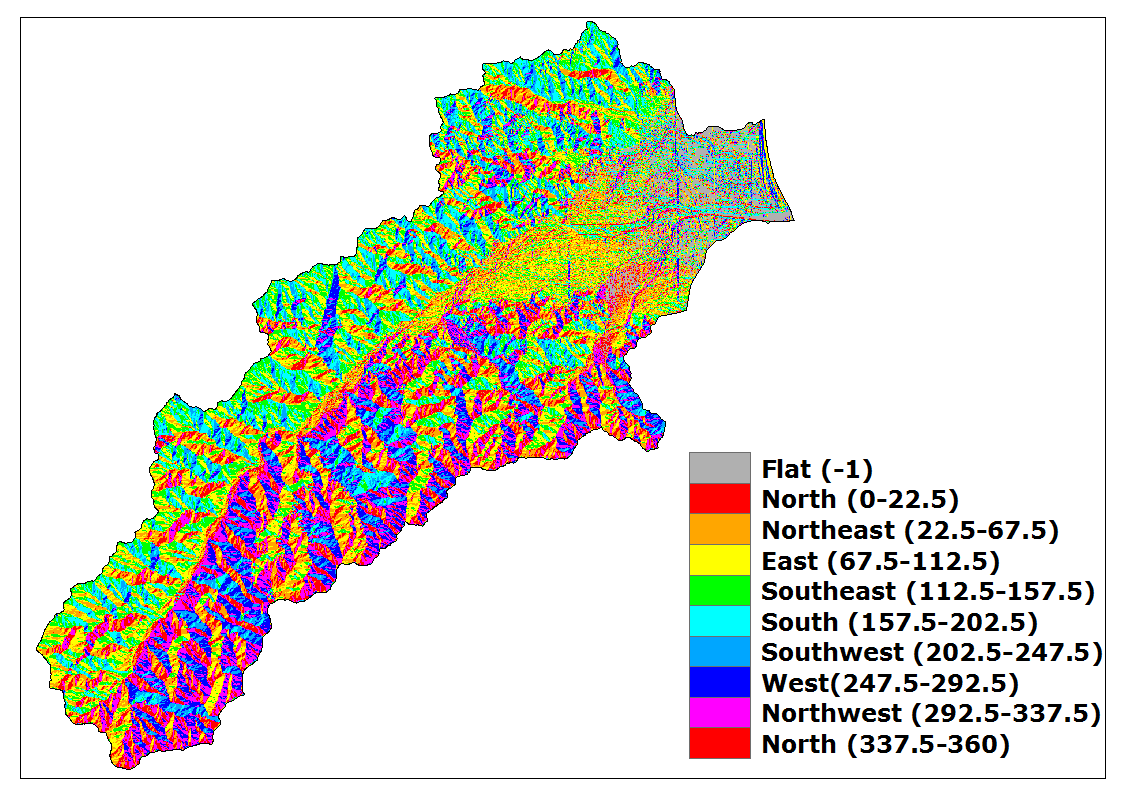 Flat (-1)
North (0-22.5)
Northeast (22.5-67.5)
East (67.5-112.5)
Southeast (112.5-157.5)
South (157.5-202.5)
Southwest (202.5-247.5)
West(247.5-292.5)
Northwest (292.5-337.5)
North (337.5-360)